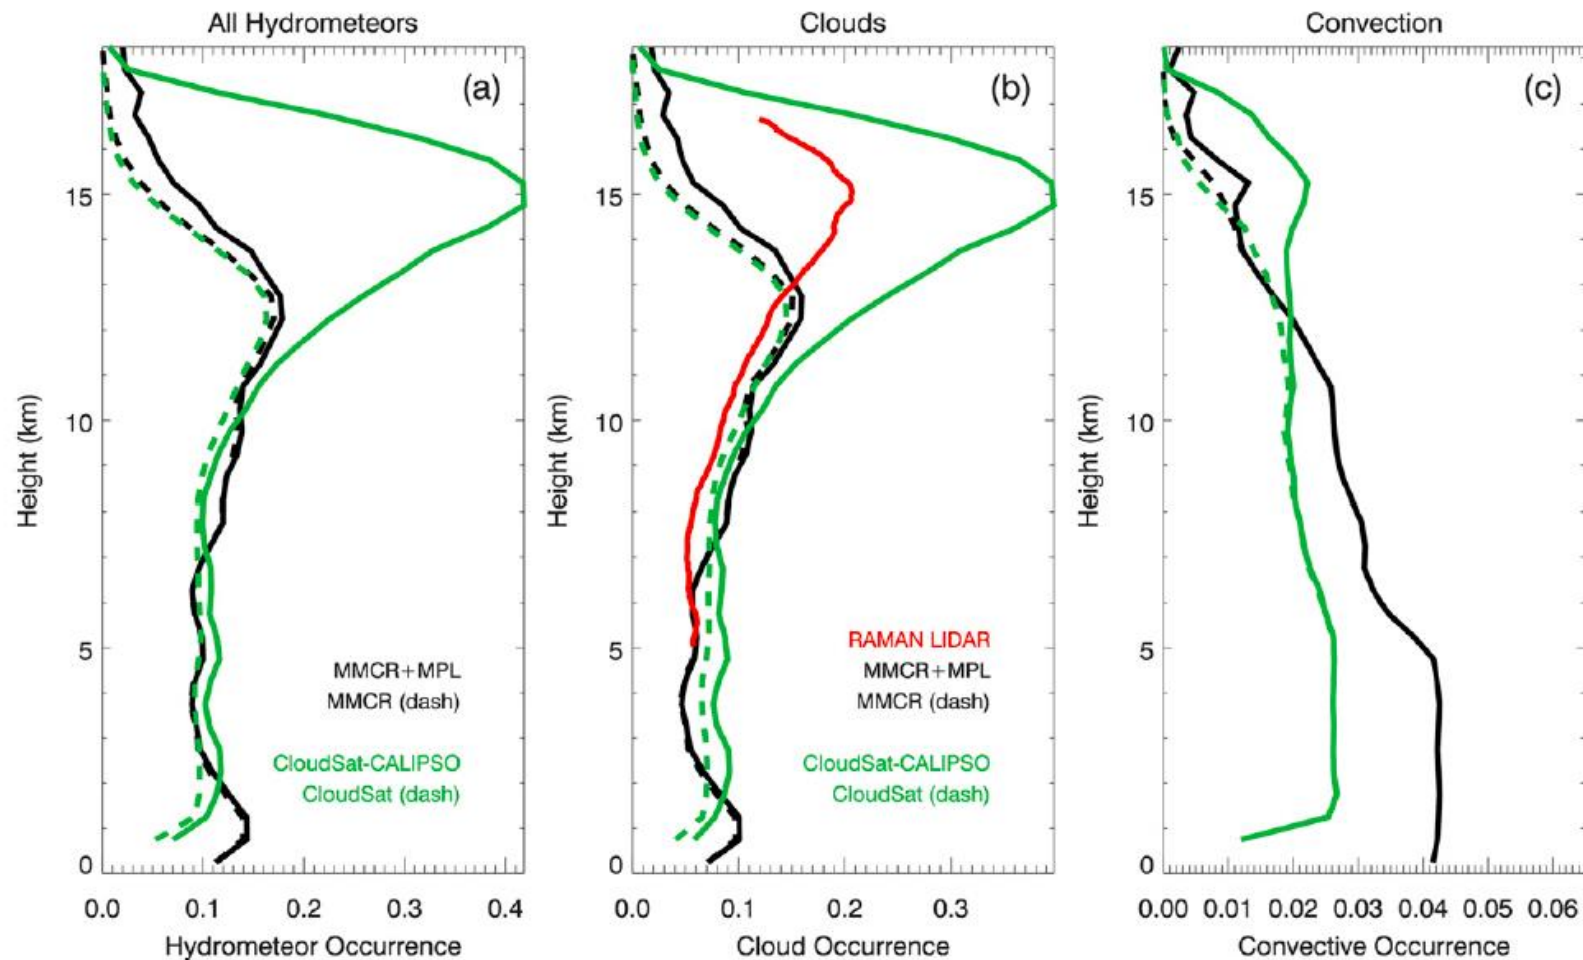 All Hydrometeors
(a)
15
10
5
0
Height (km)
MMCR+MPL
MMCR (dash)
CloudSat-CALIPSO
CloudSat (dash)
0.0 0.1 0.2 0.3 0.4
Hydrometeor Occurrence
Clouds
(b)
15
10
5
0
Height (km)
RAMAN LIDAR
MMCR+MPL
MMCR (dash)
CloudSat-CALIPSO
CloudSat (dash)
0.0 0.1 0.2 0.3
Cloud Occurrence
Convection
(c)
15
10
5
0
Height (km)
0.00 0.01 0.02 0.03 0.04 0.05 0.06
Convective Occurrence